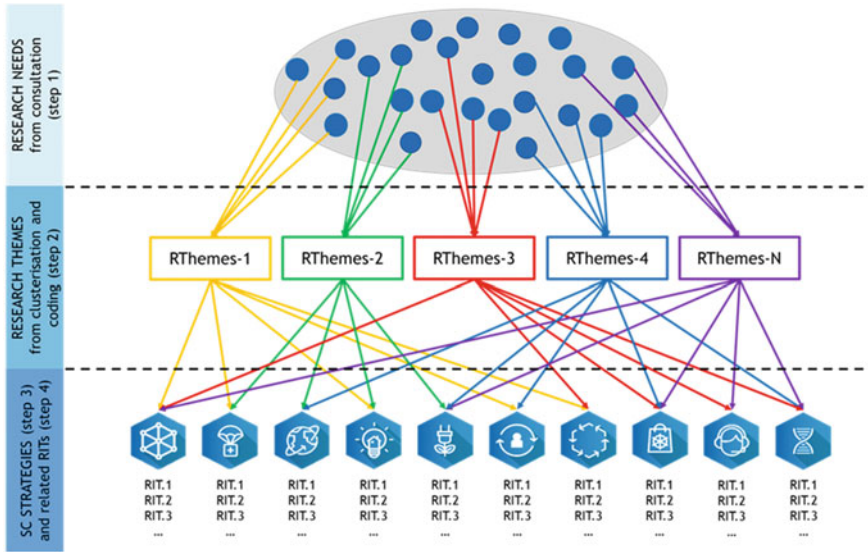 RESEARCH NEEDS
from consultation
(step 1)
RESEARCH THEMES
from clusterisation and
coding (step 2)
SC STRATEGIES (step 3)
and related RITs (step 4)
RThemes-1
RThemes-2
RThemes-3
RThemes-4
RThemes-N
RIT.1 RIT.1 RIT.1 RIT.1 RIT.1 RIT.1 RIT.1 RIT.1 RIT.1 RIT.1
RIT.2 RIT.2 RIT.2 RIT.2 RIT.2 RIT.2 RIT.2 RIT.2 RIT.2 RIT.2
RIT.3 RIT.3 RIT.3 RIT.3 RIT.3 RIT.3 RIT.3 RIT.3 RIT.3 RIT.3
... ... ... ... ... ... ... ... ... ...